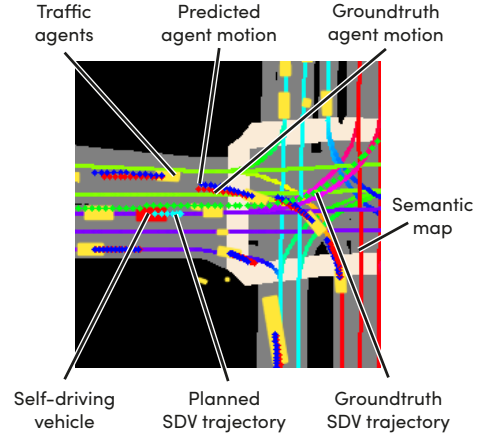 Traffic
agents
Predicted
agent motion
Groundtruth
agent motion
Semantic
map
Self-driving
vehicle
Planned
SDV trajectory
Groundtruth
SDV trajectory